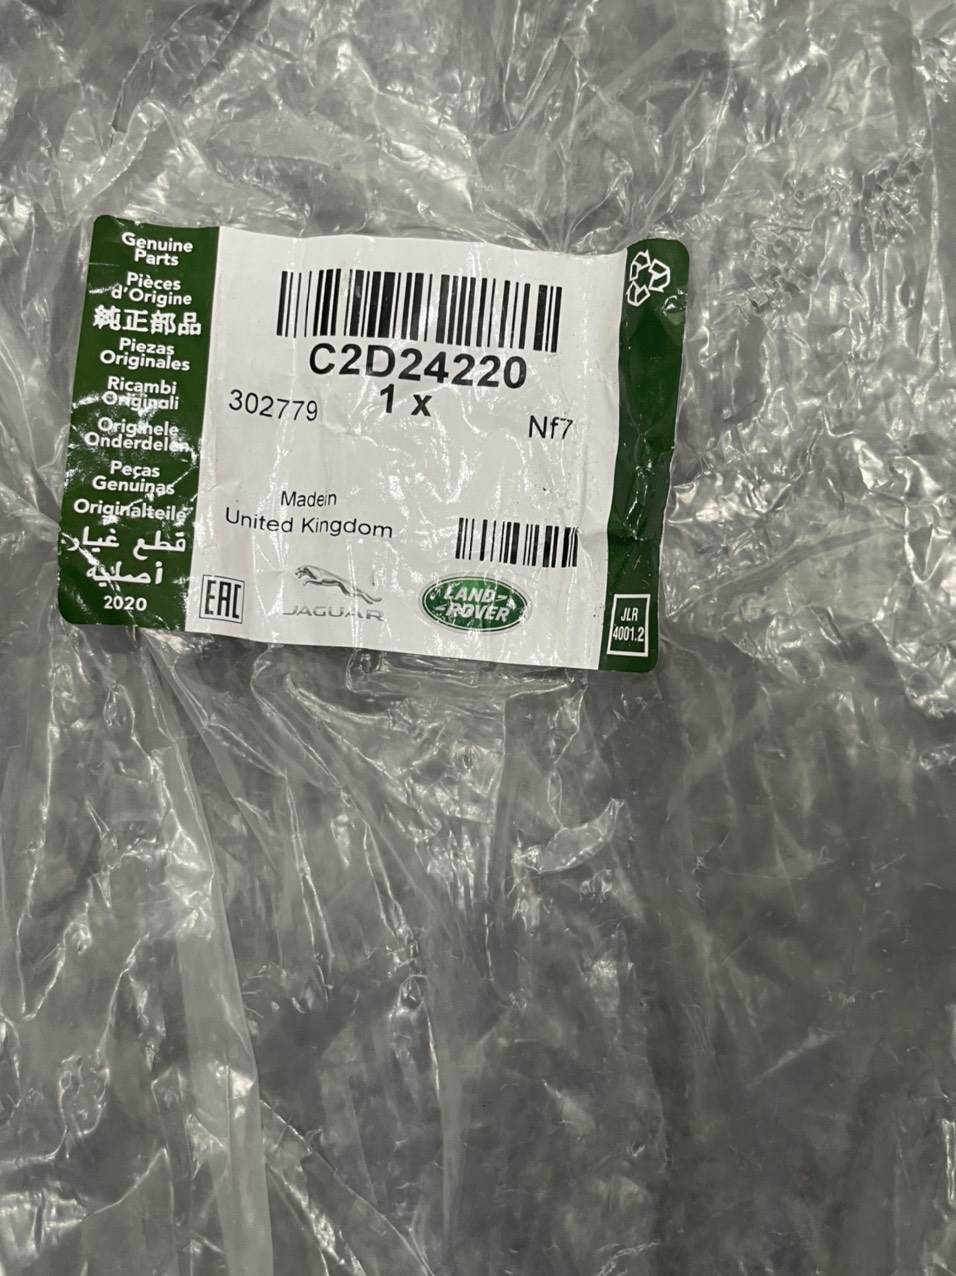 Genuine
Parts
Pièces
d'Origine
純正部品
Piezas
Originales
Ricambi
Originali
Originele
Onderdelen
Peças
Genuinas
Originalteile
قطع غيار
أصلية
2020
C2D24220
1 x
302779
Nf7
Madein
United Kingdom
EAC
JAGUAR
LAND-
-ROVER
JLR
4001.2